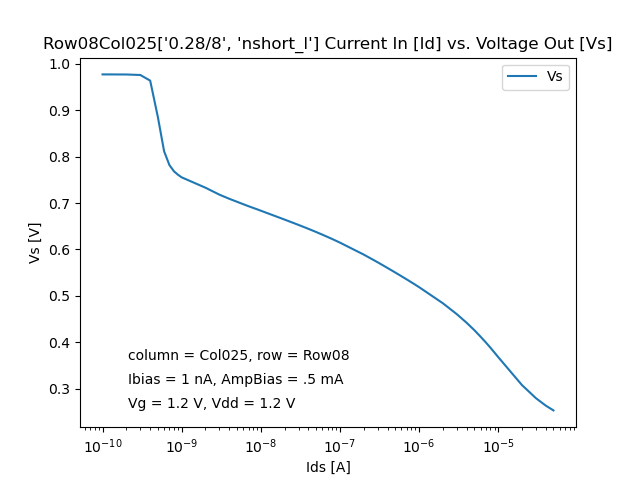 Row08Col025['0.28/8', 'nshort_l'] Current In [Id] vs. Voltage Out [Vs]
Vs
1.0
0.9
0.8
0.7
0.6
0.5
0.4
0.3
Vs [V]
column = Col025, row = Row08
Ibias = 1 nA, AmpBias = .5 mA
Vg = 1.2 V, Vdd = 1.2 V
10⁻¹⁰ 10⁻⁹ 10⁻⁸ 10⁻⁷ 10⁻⁶ 10⁻⁵
Ids [A]